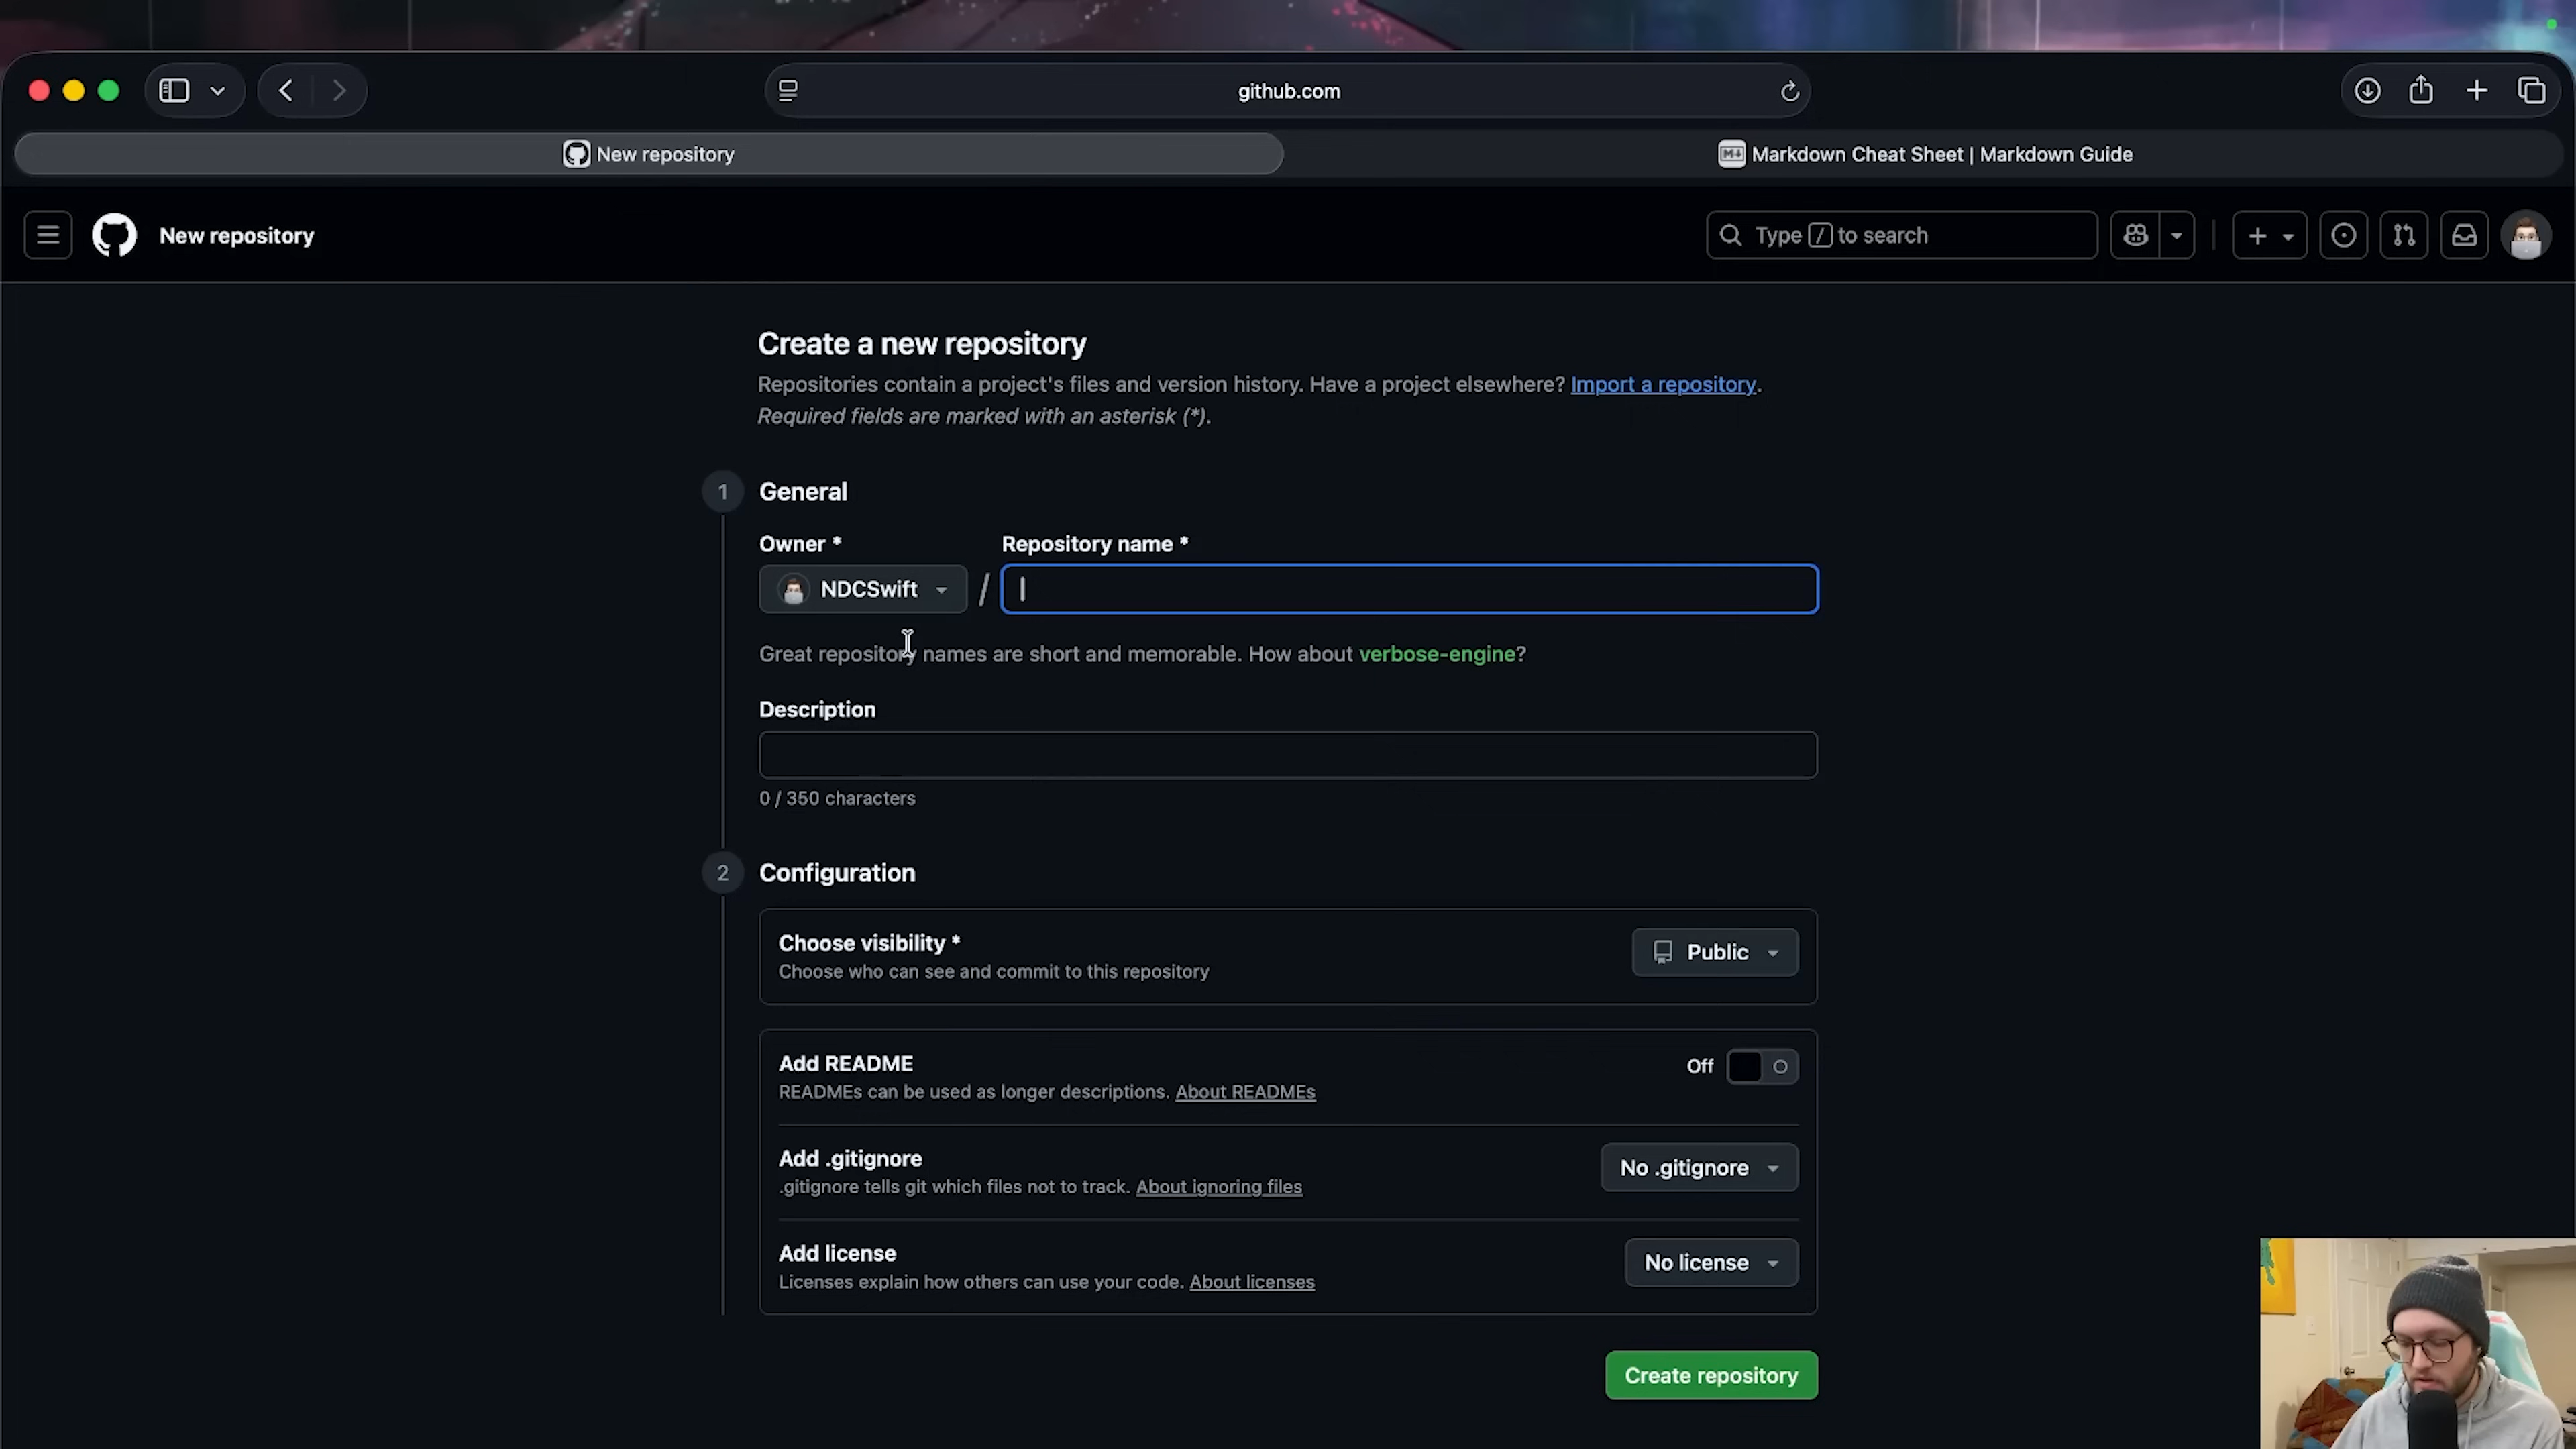 github.com
New repository
Markdown Cheat Sheet | Markdown Guide
New repository
Type / to search
Create a new repository
Repositories contain a project's files and version history. Have a project elsewhere? Import a repository.
Required fields are marked with an asterisk (*).
1 General
Owner * Repository name *
NDCSwift /
Great repository names are short and memorable. How about verbose-engine?
Description
0 / 350 characters
2 Configuration
Choose visibility *
Public
Choose who can see and commit to this repository
Add README
Off
READMEs can be used as longer descriptions. About READMEs
Add .gitignore
No .gitignore
.gitignore tells git which files not to track. About ignoring files
Add license
No license
Licenses explain how others can use your code. About licenses
Create repository